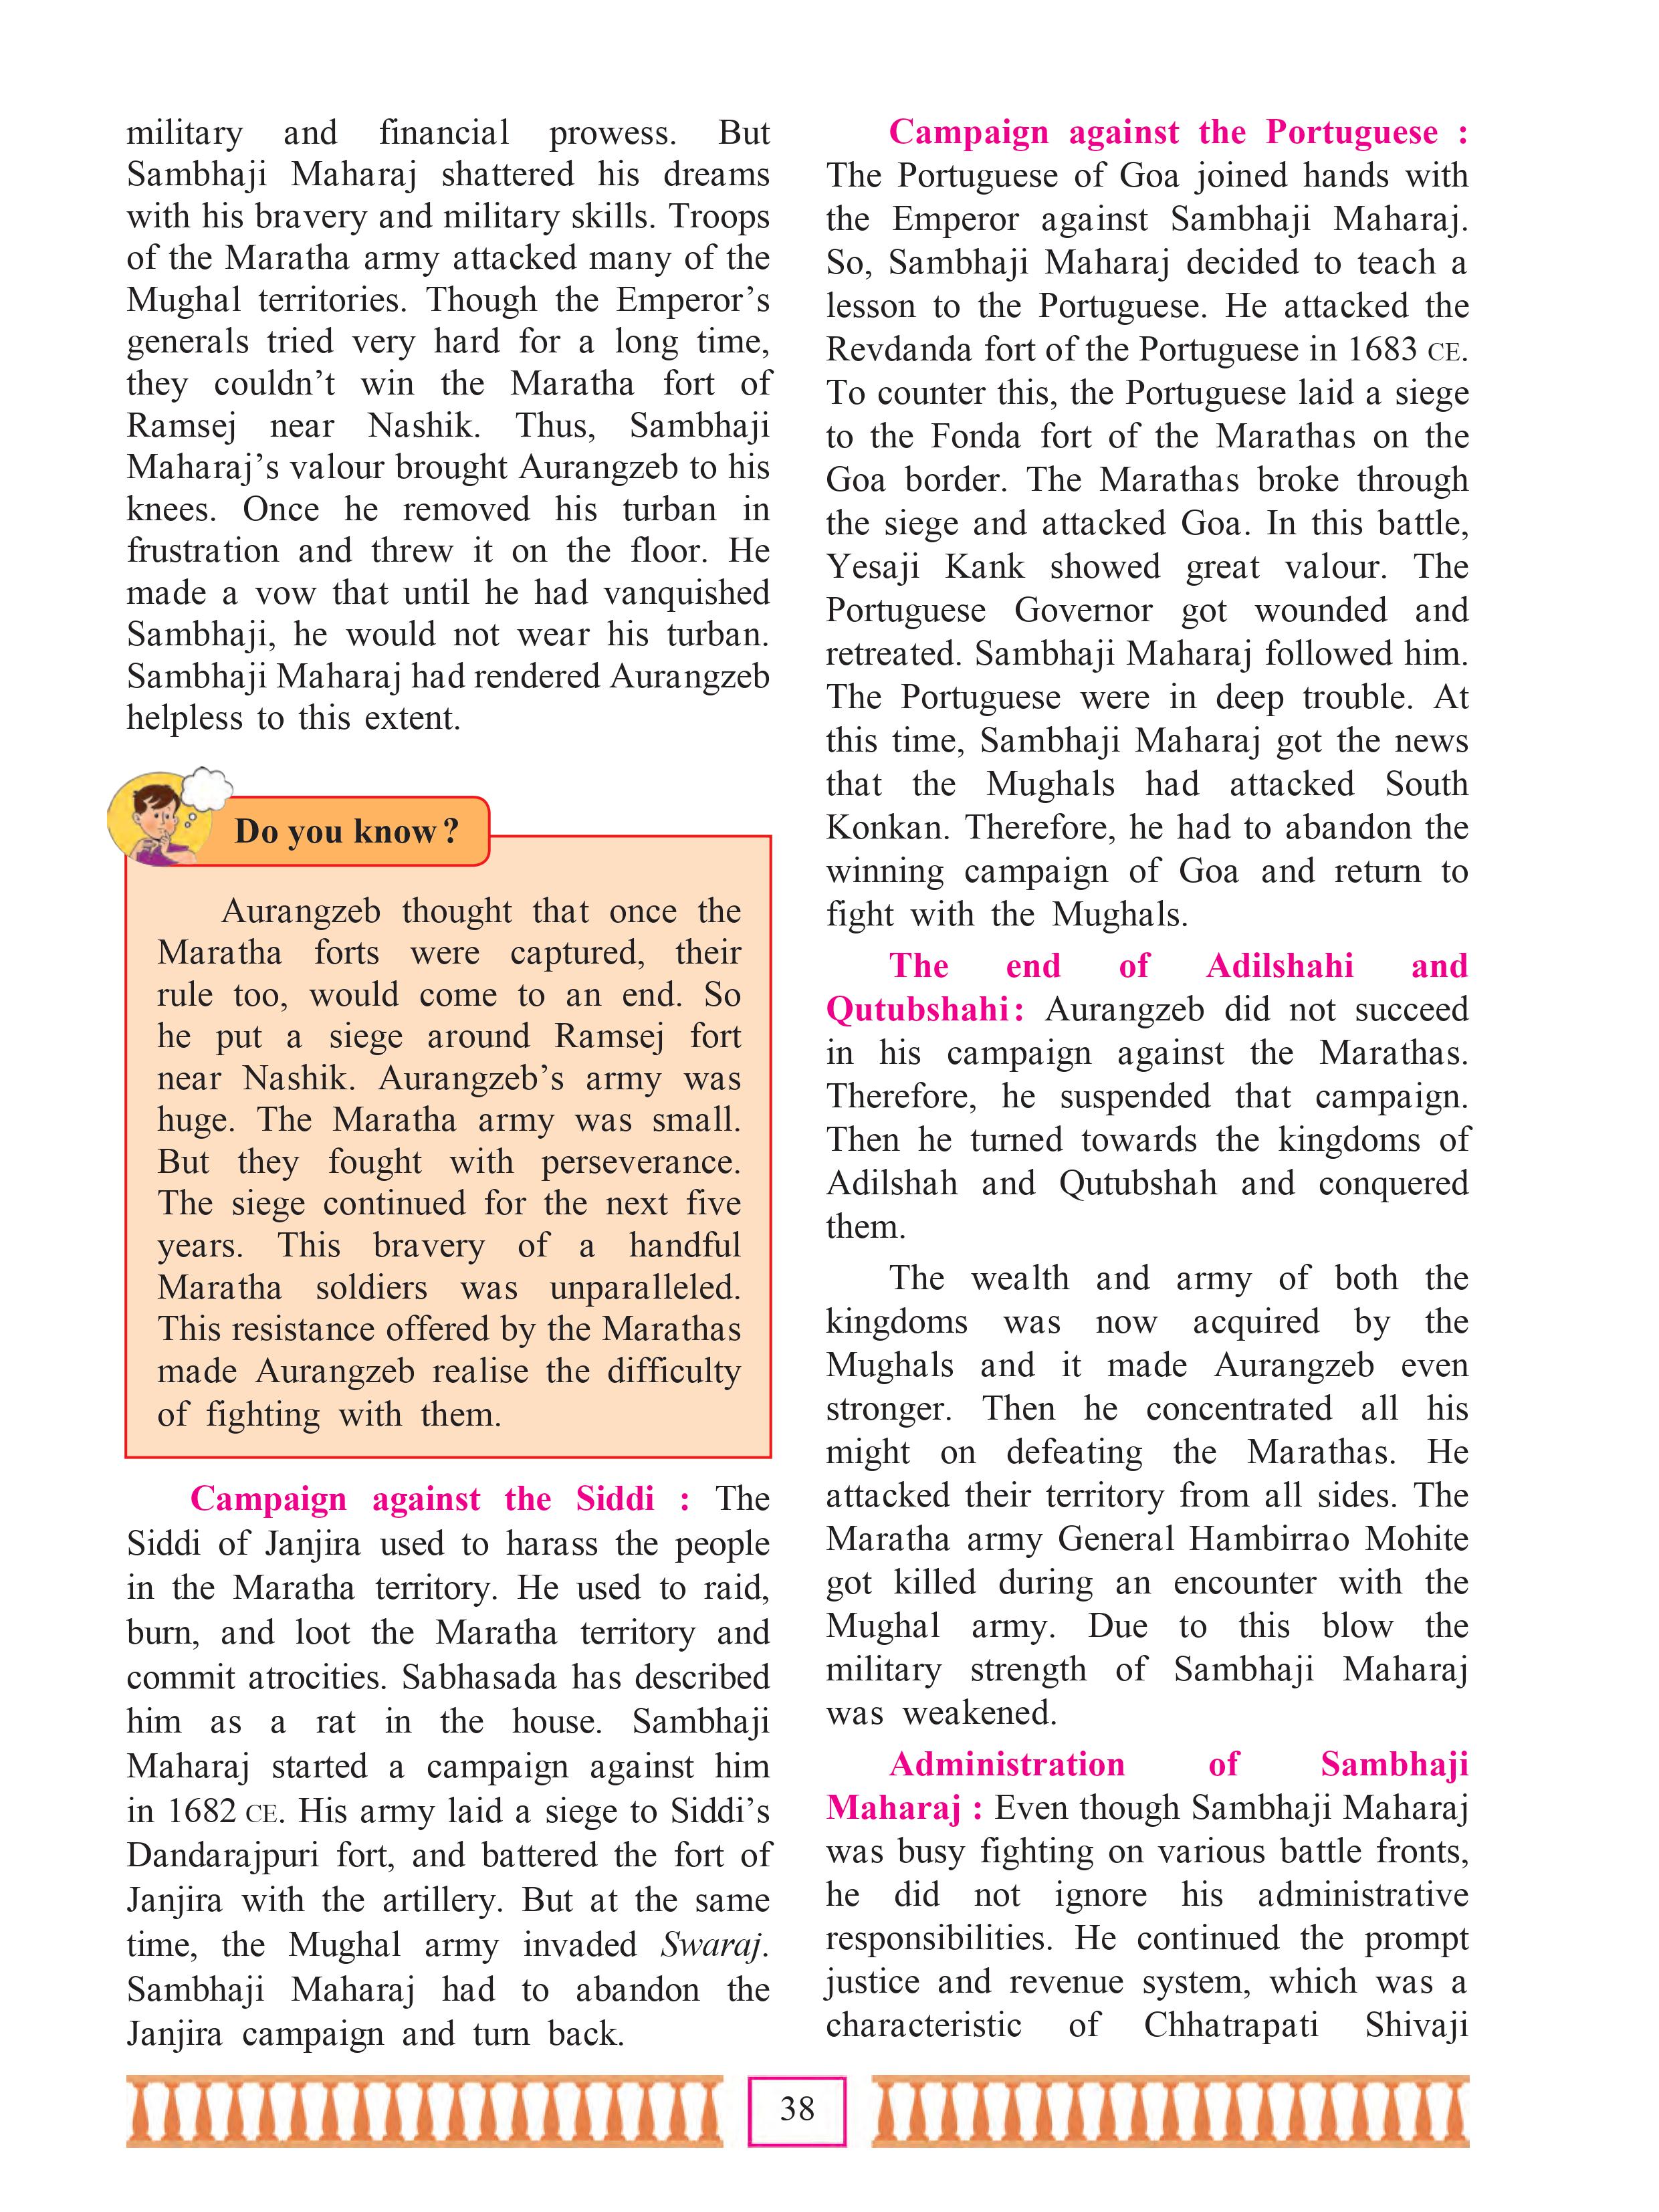 military and financial prowess. But
Sambhaji Maharaj shattered his dreams
with his bravery and military skills. Troops
of the Maratha army attacked many of the
Mughal territories. Though the Emperor’s
generals tried very hard for a long time,
they couldn’t win the Maratha fort of
Ramsej near Nashik. Thus, Sambhaji
Maharaj’s valour brought Aurangzeb to his
knees. Once he removed his turban in
frustration and threw it on the floor. He
made a vow that until he had vanquished
Sambhaji, he would not wear his turban.
Sambhaji Maharaj had rendered Aurangzeb
helpless to this extent.
Do you know ?
Aurangzeb thought that once the
Maratha forts were captured, their
rule too, would come to an end. So
he put a siege around Ramsej fort
near Nashik. Aurangzeb’s army was
huge. The Maratha army was small.
But they fought with perseverance.
The siege continued for the next five
years. This bravery of a handful
Maratha soldiers was unparalleled.
This resistance offered by the Marathas
made Aurangzeb realise the difficulty
of fighting with them.
Campaign against the Siddi : The
Siddi of Janjira used to harass the people
in the Maratha territory. He used to raid,
burn, and loot the Maratha territory and
commit atrocities. Sabhasada has described
him as a rat in the house. Sambhaji
Maharaj started a campaign against him
in 1682 CE. His army laid a siege to Siddi’s
Dandarajpuri fort, and battered the fort of
Janjira with the artillery. But at the same
time, the Mughal army invaded Swaraj.
Sambhaji Maharaj had to abandon the
Janjira campaign and turn back.
Campaign against the Portuguese :
The Portuguese of Goa joined hands with
the Emperor against Sambhaji Maharaj.
So, Sambhaji Maharaj decided to teach a
lesson to the Portuguese. He attacked the
Revdanda fort of the Portuguese in 1683 CE.
To counter this, the Portuguese laid a siege
to the Fonda fort of the Marathas on the
Goa border. The Marathas broke through
the siege and attacked Goa. In this battle,
Yesaji Kank showed great valour. The
Portuguese Governor got wounded and
retreated. Sambhaji Maharaj followed him.
The Portuguese were in deep trouble. At
this time, Sambhaji Maharaj got the news
that the Mughals had attacked South
Konkan. Therefore, he had to abandon the
winning campaign of Goa and return to
fight with the Mughals.
The end of Adilshahi and
Qutubshahi: Aurangzeb did not succeed
in his campaign against the Marathas.
Therefore, he suspended that campaign.
Then he turned towards the kingdoms of
Adilshah and Qutubshah and conquered
them.
The wealth and army of both the
kingdoms was now acquired by the
Mughals and it made Aurangzeb even
stronger. Then he concentrated all his
might on defeating the Marathas. He
attacked their territory from all sides. The
Maratha army General Hambirrao Mohite
got killed during an encounter with the
Mughal army. Due to this blow the
military strength of Sambhaji Maharaj
was weakened.
Administration of Sambhaji
Maharaj : Even though Sambhaji Maharaj
was busy fighting on various battle fronts,
he did not ignore his administrative
responsibilities. He continued the prompt
justice and revenue system, which was a
characteristic of Chhatrapati Shivaji
38